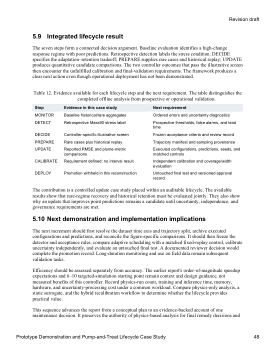 Revision draft
5.9 Integrated lifecycle result
The seven steps form a connected decision argument. Baseline evaluation identifies a high-change
response regime with poor predictions. Retrospective detection labels the stress condition; DECIDE
specifies the adaptation-retention tradeoff; PREPARE supplies rare cases and historical replay; UPDATE
produces quantitative candidate comparisons. The two controller outcomes that pass the illustrative screen
then encounter the unfulfilled calibration and final-validation requirements. The framework produces a
clear next action even though operational deployment has not been demonstrated.
Table 12. Evidence available for each lifecycle step and the next requirement. The table distinguishes the
completed offline analysis from prospective or operational validation.
Step Evidence in this case study Next requirement
MONITOR Baseline historical/future aggregates Ordered errors and uncertainty diagnostics
DETECT Retrospective Max400 stress label Prospective thresholds, false alarms, and lead
time
DECIDE Controller-specific illustrative screen Frozen acceptance criteria and review record
PREPARE Rare cases plus historical replay Trajectory manifest and sampling provenance
UPDATE Reported RMSE and plume-metric
comparisons Executed configurations, predictions, seeds, and
matched controls
CALIBRATE Requirement defined; no interval result Independent calibration and coverage/width
evaluation
DEPLOY Promotion withheld in this reconstruction Untouched final test and versioned approval
record
The contribution is a controlled update case study placed within an auditable lifecycle. The available
results show that rare-regime recovery and historical retention must be evaluated jointly. They also show
why an update that improves point predictions remains a candidate until uncertainty, independence, and
governance requirements are met.
5.10 Next demonstration and implementation implications
The next increment should first resolve the dataset time axis and trajectory split, archive executed
configurations and predictions, and reconcile the figure-specific comparisons. It should then freeze the
detector and acceptance rules, compare adaptive scheduling with a matched fixed-replay control, calibrate
uncertainty independently, and evaluate an untouched final test. A documented reviewer decision would
complete the promotion record. Long-duration monitoring and use on field data remain subsequent
validation tasks.
Efficiency should be assessed separately from accuracy. The earlier report's order-of-magnitude speedup
expectations and 6–10 targeted-simulation starting point remain context and design guidance, not
measured benefits of this controller. Record physics-run count, training and inference time, memory,
hardware, and uncertainty-processing cost under a common workload. Compare physics-only analysis, a
static surrogate, and the hybrid recalibration workflow to determine whether the lifecycle provides
practical value.
This sequence advances the report from a conceptual plan to an evidence-backed account of one
maintenance decision. It preserves the authority of physics-based analysis for final remedy decisions and
Prototype Demonstration and Pump-and-Treat Lifecycle Case Study 48